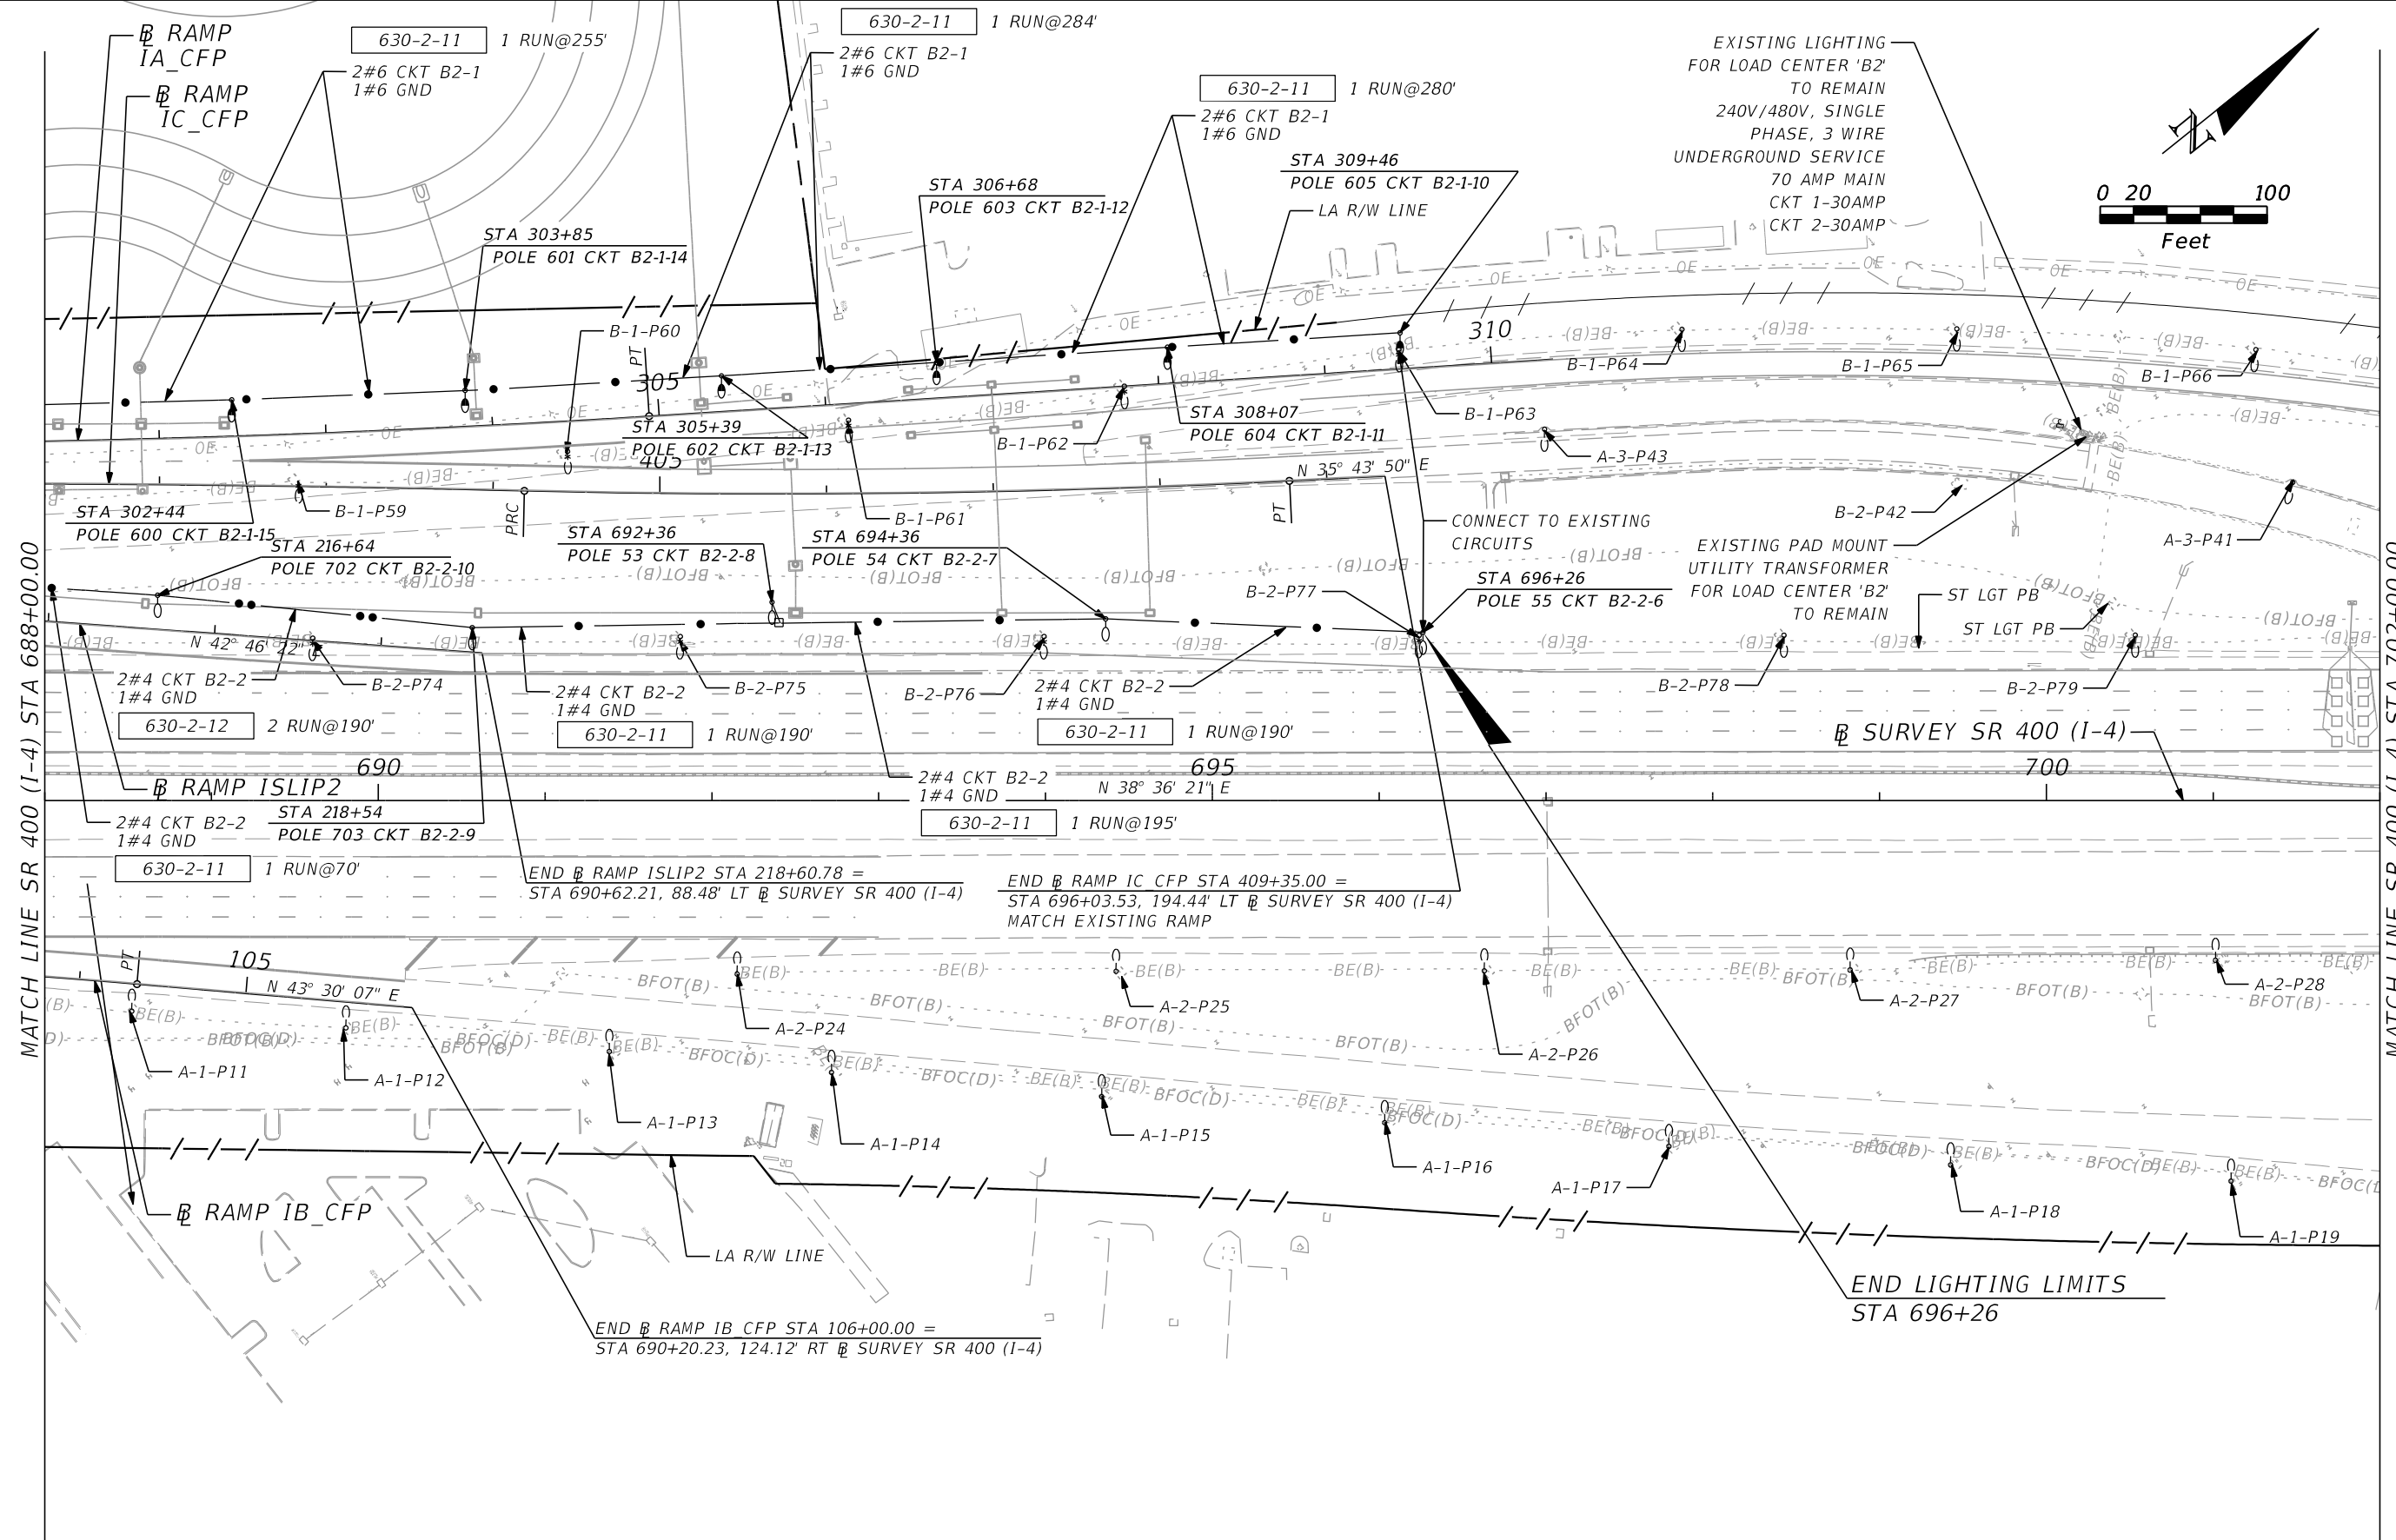 B RAMP
IA_CFP
B RAMP
IC_CFP
630-2-11 1 RUN@255'
2#6 CKT B2-1
1#6 GND
630-2-11 1 RUN@284'
2#6 CKT B2-1
1#6 GND
630-2-11 1 RUN@280'
2#6 CKT B2-1
1#6 GND
EXISTING LIGHTING
FOR LOAD CENTER 'B2'
TO REMAIN
240V/480V, SINGLE
PHASE, 3 WIRE
UNDERGROUND SERVICE
70 AMP MAIN
CKT 1-30AMP
CKT 2-30AMP
N
0 20 100
Feet
STA 303+85
POLE 601 CKT B2-1-14
STA 306+68
POLE 603 CKT B2-1-12
STA 309+46
POLE 605 CKT B2-1-10
LA R/W LINE
B-1-P60
PT
305
310
B-1-P64
B-1-P65
B-1-P66
STA 305+39
POLE 602 CKT B2-1-13
405
B-1-P62
STA 308+07
POLE 604 CKT B2-1-11
B-1-P63
A-3-P43
N 35° 43' 50" E
STA 302+44
POLE 600 CKT B2-1-15
B-1-P59
PRC
B-1-P61
PT
CONNECT TO EXISTING
CIRCUITS
B-2-P42
A-3-P41
STA 216+64
POLE 702 CKT B2-2-10
STA 692+36
POLE 53 CKT B2-2-8
STA 694+36
POLE 54 CKT B2-2-7
EXISTING PAD MOUNT
UTILITY TRANSFORMER
FOR LOAD CENTER 'B2'
TO REMAIN
B-2-P77
STA 696+26
POLE 55 CKT B2-2-6
ST LGT PB
ST LGT PB
N 42° 46' 22" E
2#4 CKT B2-2
1#4 GND
630-2-12 2 RUN@190'
B-2-P74
2#4 CKT B2-2
1#4 GND
630-2-11 1 RUN@190'
B-2-P75
B-2-P76
2#4 CKT B2-2
1#4 GND
630-2-11 1 RUN@190'
B-2-P78
B-2-P79
B SURVEY SR 400 (I-4)
690
695
700
B RAMP ISLIP2
2#4 CKT B2-2
1#4 GND
N 38° 36' 21" E
630-2-11 1 RUN@195'
STA 218+54
POLE 703 CKT B2-2-9
2#4 CKT B2-2
1#4 GND
630-2-11 1 RUN@70'
END B RAMP ISLIP2 STA 218+60.78 =
STA 690+62.21, 88.48' LT B SURVEY SR 400 (I-4)
END B RAMP IC_CFP STA 409+35.00 =
STA 696+03.53, 194.44' LT B SURVEY SR 400 (I-4)
MATCH EXISTING RAMP
MATCH LINE SR 400 (I-4) STA 688+00.00
MATCH LINE SR 400 (I-4) STA 702+00.00
PT
105
N 43° 30' 07" E
BE(B)
BFOT(B)
BFOC(D)
OE
A-2-P24
A-2-P25
A-2-P26
A-2-P27
A-2-P28
A-1-P11
A-1-P12
A-1-P13
A-1-P14
A-1-P15
A-1-P16
A-1-P17
A-1-P18
A-1-P19
B RAMP IB_CFP
LA R/W LINE
END LIGHTING LIMITS
STA 696+26
END B RAMP IB_CFP STA 106+00.00 =
STA 690+20.23, 124.12' RT B SURVEY SR 400 (I-4)